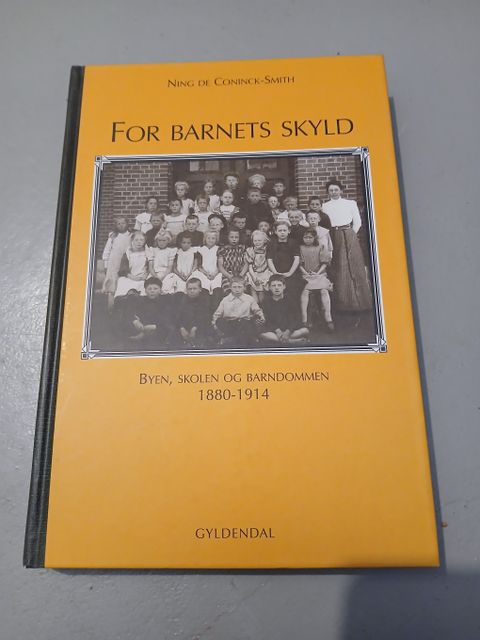 Ning de Coninck-Smith
For barnets skyld
Byen, skolen og barndommen
1880-1914
GYLDENDAL